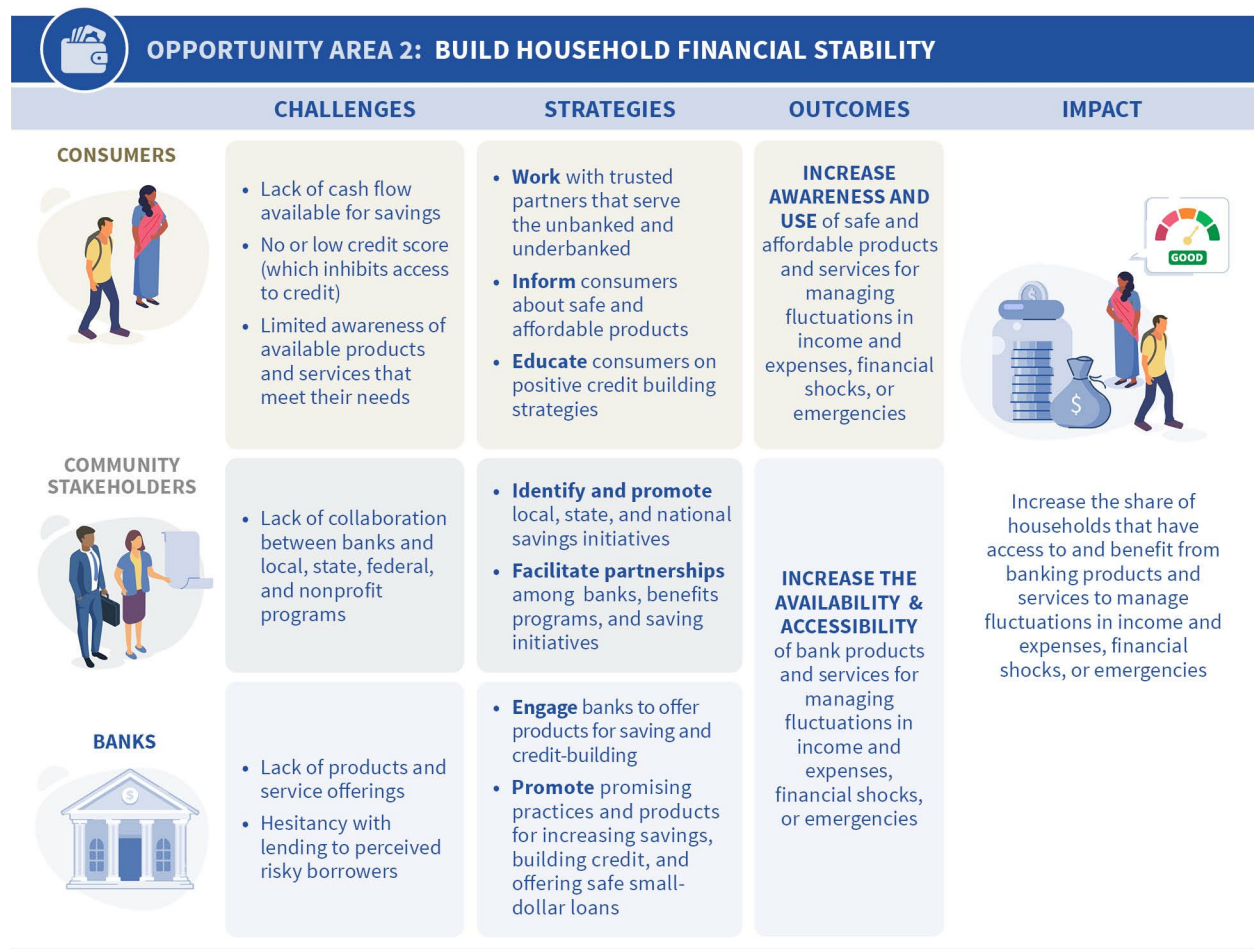 OPPORTUNITY AREA 2: BUILD HOUSEHOLD FINANCIAL STABILITY
CHALLENGES
STRATEGIES
OUTCOMES
IMPACT
CONSUMERS
• Lack of cash flow
available for savings
• No or low credit score
(which inhibits access
to credit)
• Limited awareness of
available products
and services that
meet their needs
• Work with trusted
partners that serve
the unbanked and
underbanked
• Inform consumers
about safe and
affordable products
• Educate consumers on
positive credit building
strategies
INCREASE
AWARENESS AND
USE of safe and
affordable products
and services for
managing
fluctuations in
income and
expenses, financial
shocks, or
emergencies
GOOD
$
$
COMMUNITY
STAKEHOLDERS
• Lack of collaboration
between banks and
local, state, federal,
and nonprofit
programs
• Identify and promote
local, state, and national
savings initiatives
• Facilitate partnerships
among banks, benefits
programs, and saving
initiatives
INCREASE THE
AVAILABILITY &
ACCESSIBILITY
of bank products
and services for
managing
fluctuations in
income and
expenses,
financial shocks,
or emergencies
Increase the share of
households that have
access to and benefit from
banking products and
services to manage
fluctuations in income and
expenses, financial
shocks, or emergencies
BANKS
$
• Lack of products and
service offerings
• Hesitancy with
lending to perceived
risky borrowers
• Engage banks to offer
products for saving and
credit-building
• Promote promising
practices and products
for increasing savings,
building credit, and
offering safe small-
dollar loans